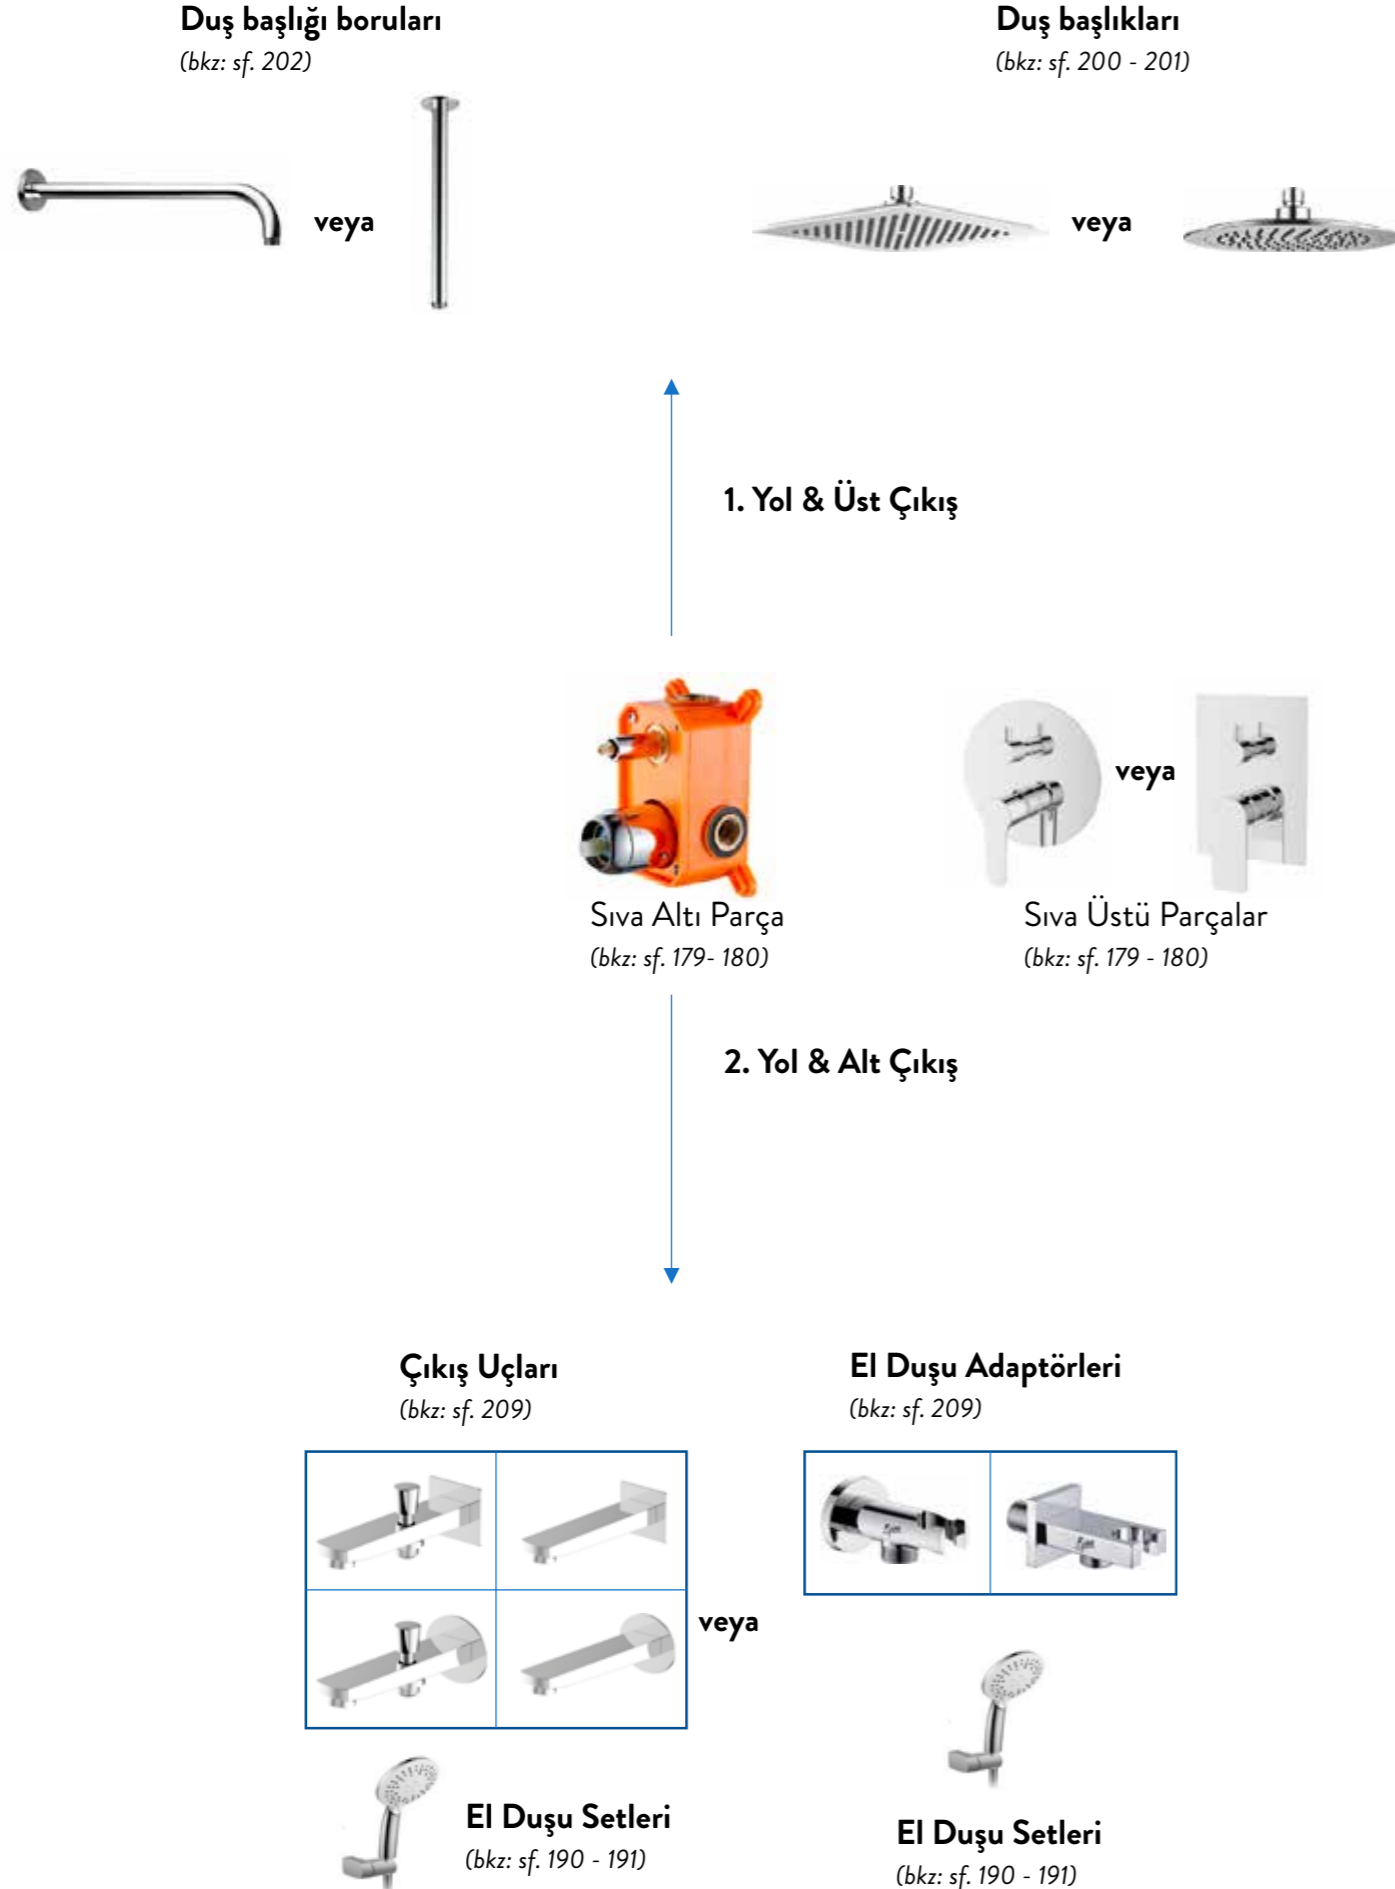 Duş başlığı boruları
(bkz: sf. 202)
Duş başlıkları
(bkz: sf. 200 - 201)
veya
veya
1. Yol & Üst Çıkış
veya
Sıva Altı Parça
(bkz: sf. 179- 180)
Sıva Üstü Parçalar
(bkz: sf. 179 - 180)
2. Yol & Alt Çıkış
Çıkış Uçları
(bkz: sf. 209)
El Duşu Adaptörleri
(bkz: sf. 209)
veya
El Duşu Setleri
(bkz: sf. 190 - 191)
El Duşu Setleri
(bkz: sf. 190 - 191)